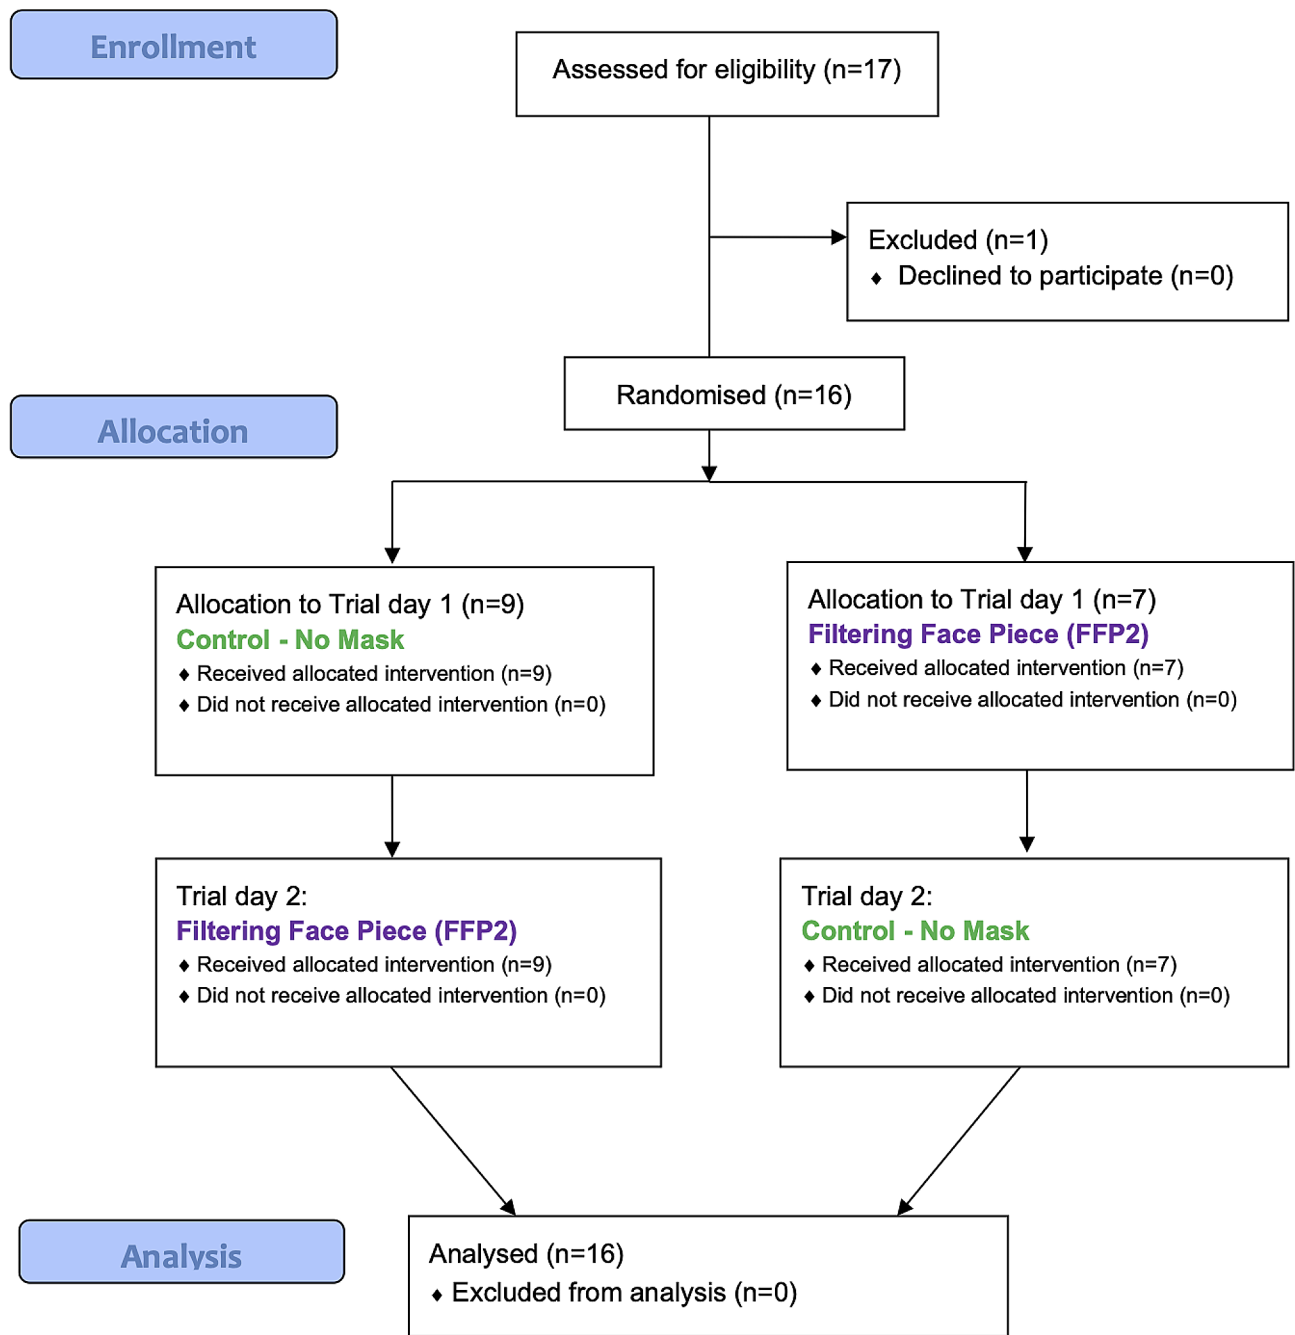 Enrollment
Assessed for eligibility (n=17)
Excluded (n=1)
♦ Declined to participate (n=0)
Randomised (n=16)
Allocation
Allocation to Trial day 1 (n=9)
Control - No Mask
♦ Received allocated intervention (n=9)
♦ Did not receive allocated intervention (n=0)
Allocation to Trial day 1 (n=7)
Filtering Face Piece (FFP2)
♦ Received allocated intervention (n=7)
♦ Did not receive allocated intervention (n=0)
Trial day 2:
Filtering Face Piece (FFP2)
♦ Received allocated intervention (n=9)
♦ Did not receive allocated intervention (n=0)
Trial day 2:
Control - No Mask
♦ Received allocated intervention (n=7)
♦ Did not receive allocated intervention (n=0)
Analysis
Analysed (n=16)
♦ Excluded from analysis (n=0)